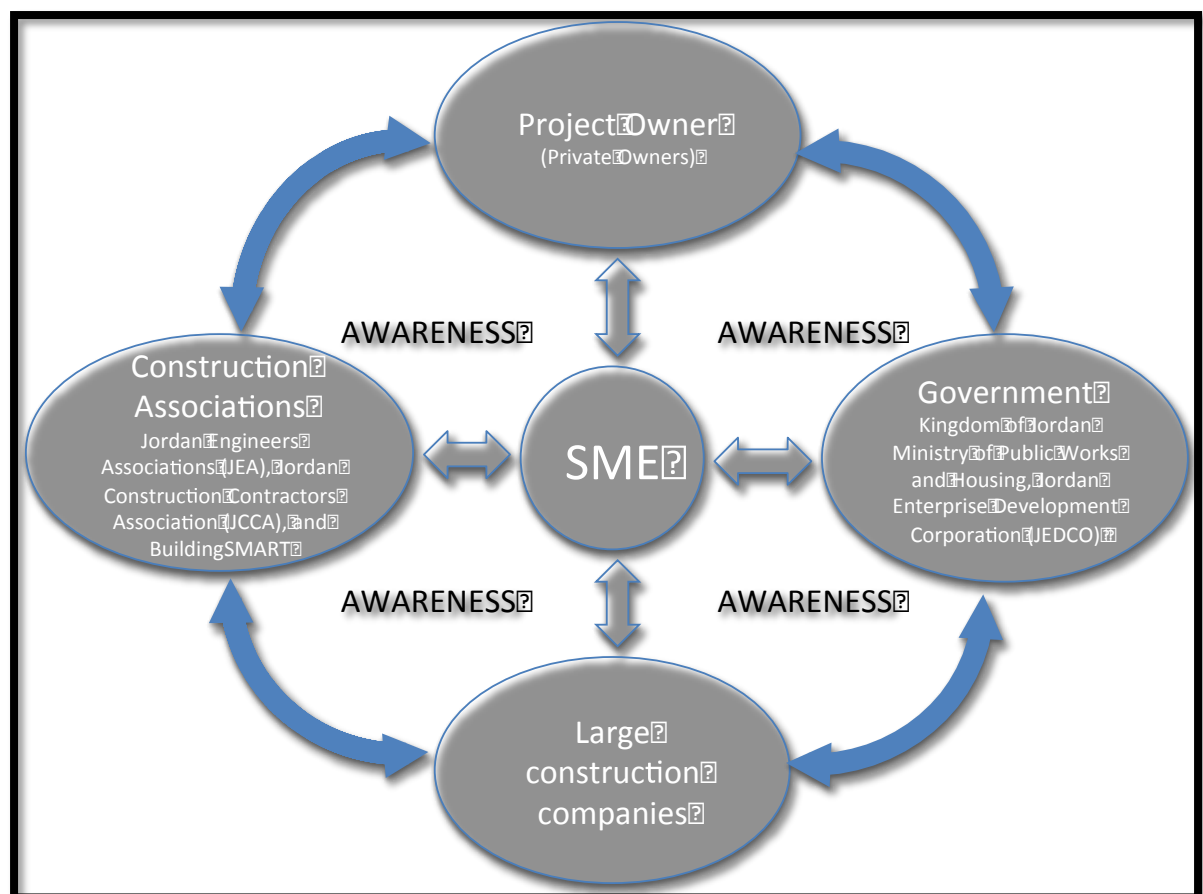 Project Owner
(Private Owners)
AWARENESS
AWARENESS
Construction
Associations
Jordan Engineers
Associations (JEA), Jordan
Construction Contractors
Association (JCCA), and
BuildingSMART
SME
Government
Kingdom of Jordan
Ministry of Public Works
and Housing, Jordan
Enterprise Development
Corporation (JEDCO)
AWARENESS
AWARENESS
Large
construction
companies